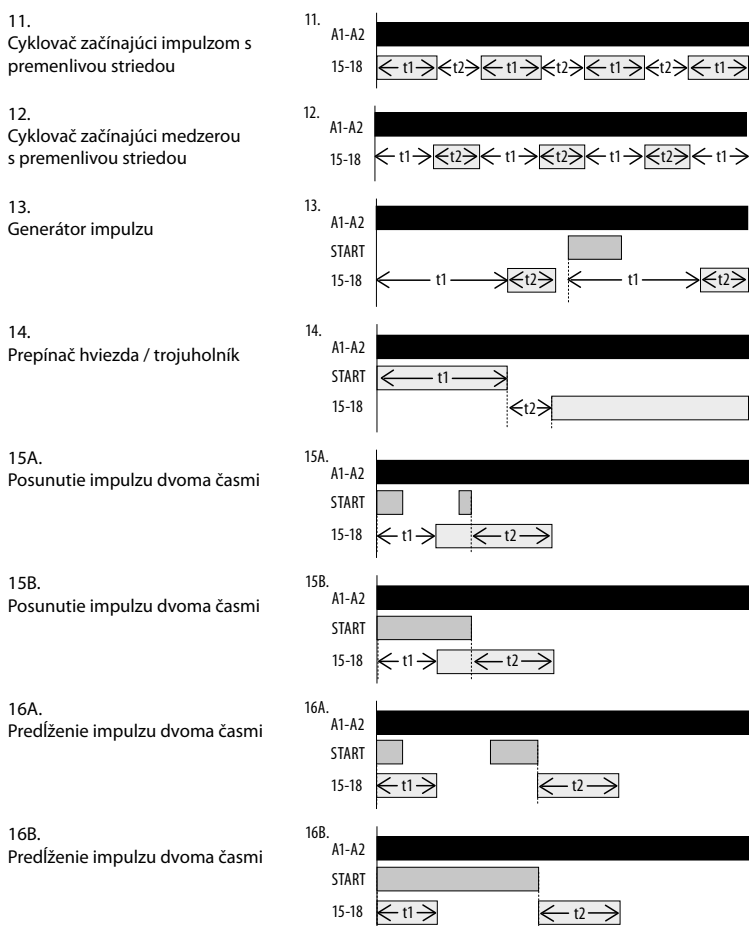 11.
Cyklovač začínajúci impulzom s
premenlivou striedou
11.
A1-A2
15-18 t1 t2 t1 t2 t1 t2 t1
12.
Cyklovač začínajúci medzerou
s premenlivou striedou
12.
A1-A2
15-18 t1 t2 t1 t2 t1 t2 t1
13.
Generátor impulzu
13.
A1-A2
START
15-18 t1 t2 t1 t2
14.
Prepínač hviezda / trojuholník
14.
A1-A2
START t1
15-18 t2
15A.
Posunutie impulzu dvoma časmi
15A.
A1-A2
START
15-18 t1 t2
15B.
Posunutie impulzu dvoma časmi
15B.
A1-A2
START
15-18 t1 t2
16A.
Predĺženie impulzu dvoma časmi
16A.
A1-A2
START
15-18 t1 t2
16B.
Predĺženie impulzu dvoma časmi
16B.
A1-A2
START
15-18 t1 t2